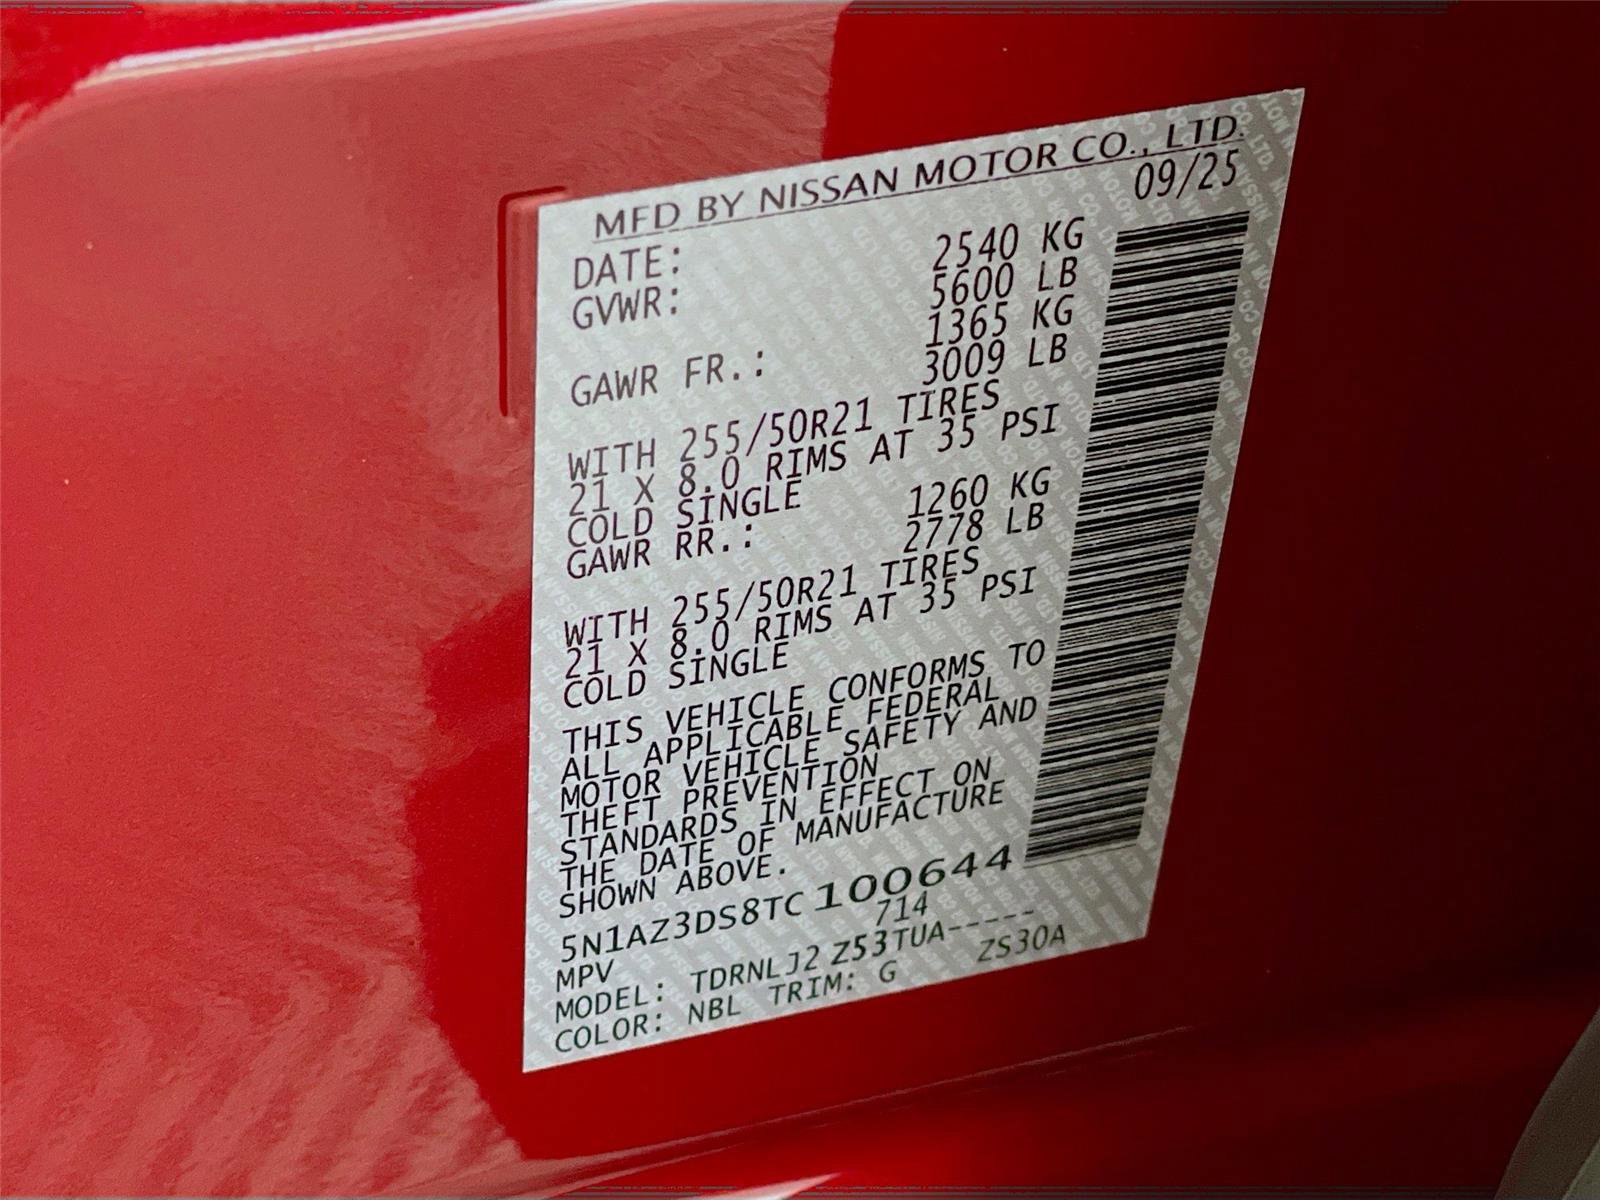 MFD BY NISSAN MOTOR CO., LTD.
DATE: 09/25
GVWR: 2540 KG
5600 LB
GAWR FR.: 1365 KG
3009 LB
WITH 255/50R21 TIRES
21 X 8.0 RIMS AT 35 PSI
COLD SINGLE
GAWR RR.: 1260 KG
2778 LB
WITH 255/50R21 TIRES
21 X 8.0 RIMS AT 35 PSI
COLD SINGLE
THIS VEHICLE CONFORMS TO
ALL APPLICABLE FEDERAL
MOTOR VEHICLE SAFETY AND
THEFT PREVENTION
STANDARDS IN EFFECT ON
THE DATE OF MANUFACTURE
SHOWN ABOVE.
5N1AZ3DS8TC100644
MPV 714
MODEL: TDRNLJ2 Z53TUA-----
COLOR: NBL TRIM: G ZS30A